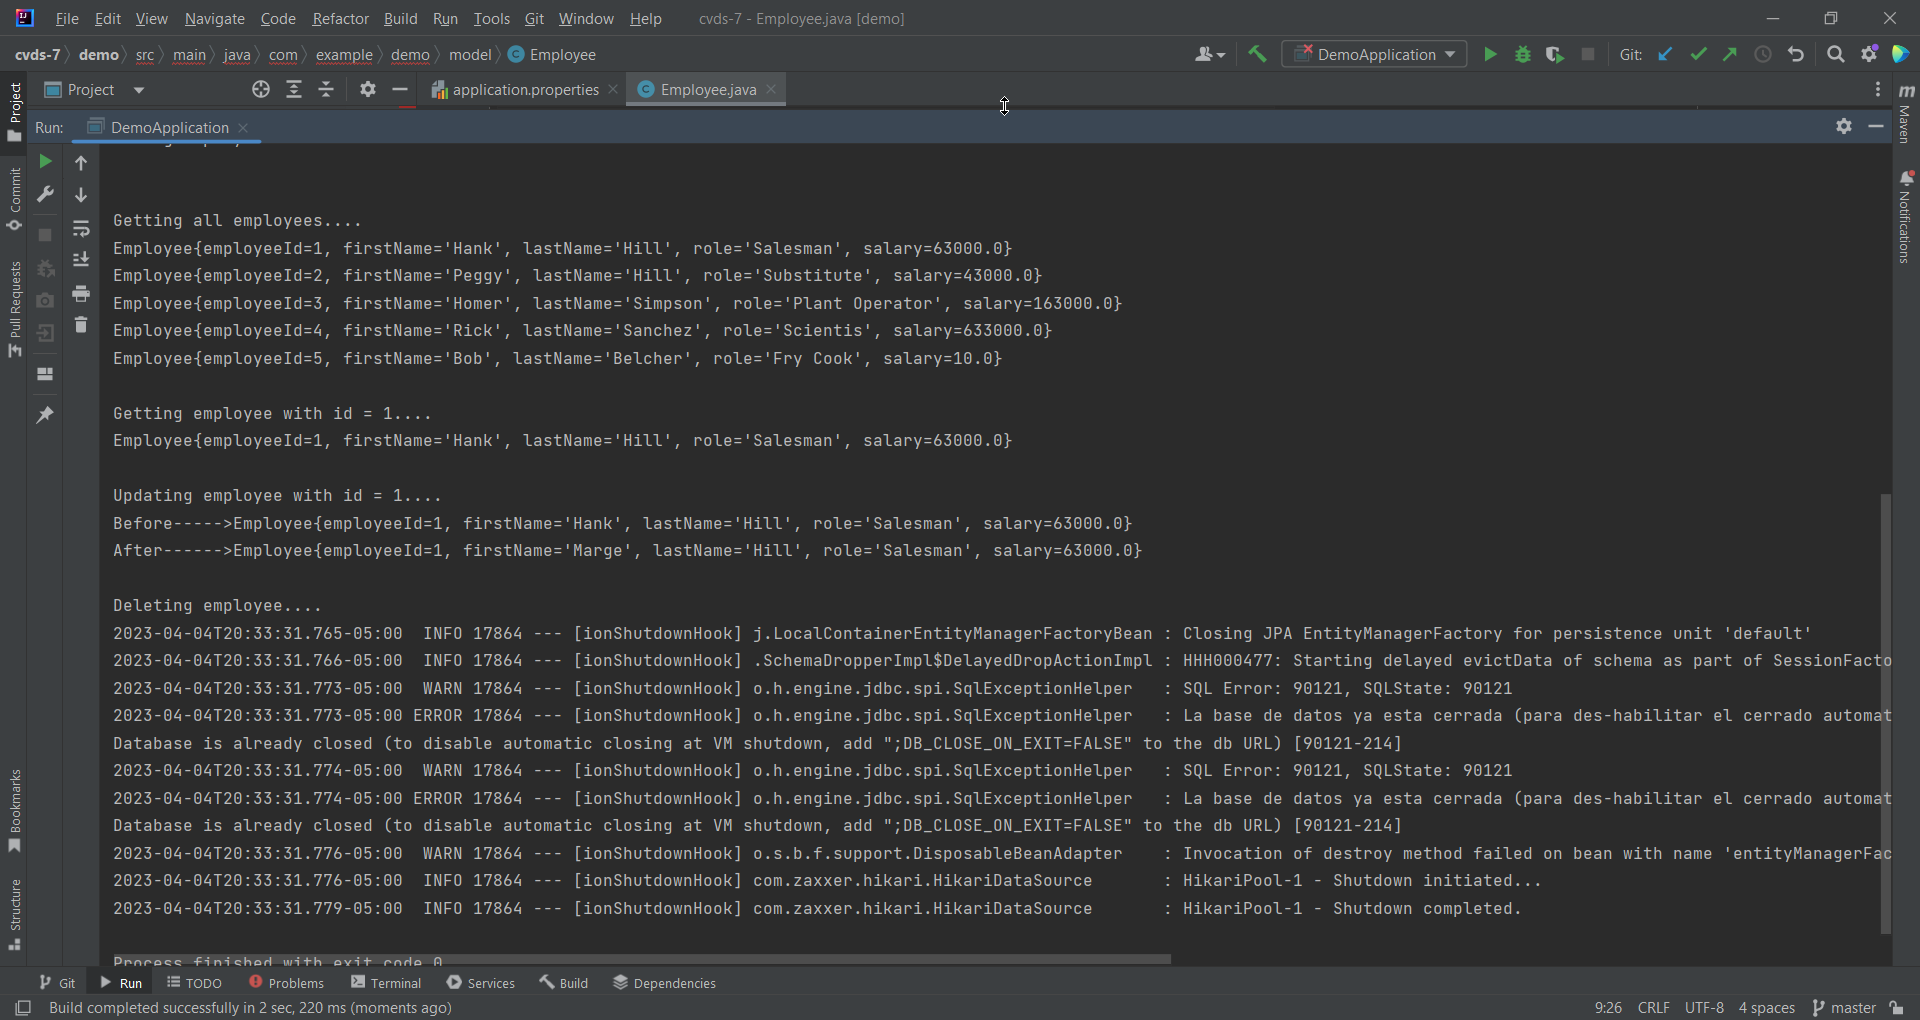 File Edit View Navigate Code Refactor Build Run Tools Git Window Help cvds-7 - Employee.java [demo]
cvds-7 demo src main java com example demo model Employee DemoApplication Git:
Project application.properties Employee.java
Run: DemoApplication
Project
Commit
Pull Requests
Bookmarks
Structure
Maven
Notifications
Getting all employees....
Employee{employeeId=1, firstName='Hank', lastName='Hill', role='Salesman', salary=63000.0}
Employee{employeeId=2, firstName='Peggy', lastName='Hill', role='Substitute', salary=43000.0}
Employee{employeeId=3, firstName='Homer', lastName='Simpson', role='Plant Operator', salary=163000.0}
Employee{employeeId=4, firstName='Rick', lastName='Sanchez', role='Scientis', salary=633000.0}
Employee{employeeId=5, firstName='Bob', lastName='Belcher', role='Fry Cook', salary=10.0}
Getting employee with id = 1....
Employee{employeeId=1, firstName='Hank', lastName='Hill', role='Salesman', salary=63000.0}
Updating employee with id = 1....
Before----->Employee{employeeId=1, firstName='Hank', lastName='Hill', role='Salesman', salary=63000.0}
After------>Employee{employeeId=1, firstName='Marge', lastName='Hill', role='Salesman', salary=63000.0}
Deleting employee....
2023-04-04T20:33:31.765-05:00  INFO 17864 --- [ionShutdownHook] j.LocalContainerEntityManagerFactoryBean : Closing JPA EntityManagerFactory for persistence unit 'default'
2023-04-04T20:33:31.766-05:00  INFO 17864 --- [ionShutdownHook] .SchemaDropperImpl$DelayedDropActionImpl : HHH000477: Starting delayed evictData of schema as part of SessionFacto
2023-04-04T20:33:31.773-05:00  WARN 17864 --- [ionShutdownHook] o.h.engine.jdbc.spi.SqlExceptionHelper   : SQL Error: 90121, SQLState: 90121
2023-04-04T20:33:31.773-05:00 ERROR 17864 --- [ionShutdownHook] o.h.engine.jdbc.spi.SqlExceptionHelper   : La base de datos ya esta cerrada (para des-habilitar el cerrado automat
Database is already closed (to disable automatic closing at VM shutdown, add ";DB_CLOSE_ON_EXIT=FALSE" to the db URL) [90121-214]
2023-04-04T20:33:31.774-05:00  WARN 17864 --- [ionShutdownHook] o.h.engine.jdbc.spi.SqlExceptionHelper   : SQL Error: 90121, SQLState: 90121
2023-04-04T20:33:31.774-05:00 ERROR 17864 --- [ionShutdownHook] o.h.engine.jdbc.spi.SqlExceptionHelper   : La base de datos ya esta cerrada (para des-habilitar el cerrado automat
Database is already closed (to disable automatic closing at VM shutdown, add ";DB_CLOSE_ON_EXIT=FALSE" to the db URL) [90121-214]
2023-04-04T20:33:31.776-05:00  WARN 17864 --- [ionShutdownHook] o.s.b.f.support.DisposableBeanAdapter    : Invocation of destroy method failed on bean with name 'entityManagerFac
2023-04-04T20:33:31.776-05:00  INFO 17864 --- [ionShutdownHook] com.zaxxer.hikari.HikariDataSource       : HikariPool-1 - Shutdown initiated...
2023-04-04T20:33:31.779-05:00  INFO 17864 --- [ionShutdownHook] com.zaxxer.hikari.HikariDataSource       : HikariPool-1 - Shutdown completed.
Process finished with exit code 0
Git Run TODO Problems Terminal Services Build Dependencies
Build completed successfully in 2 sec, 220 ms (moments ago) 9:26 CRLF UTF-8 4 spaces master